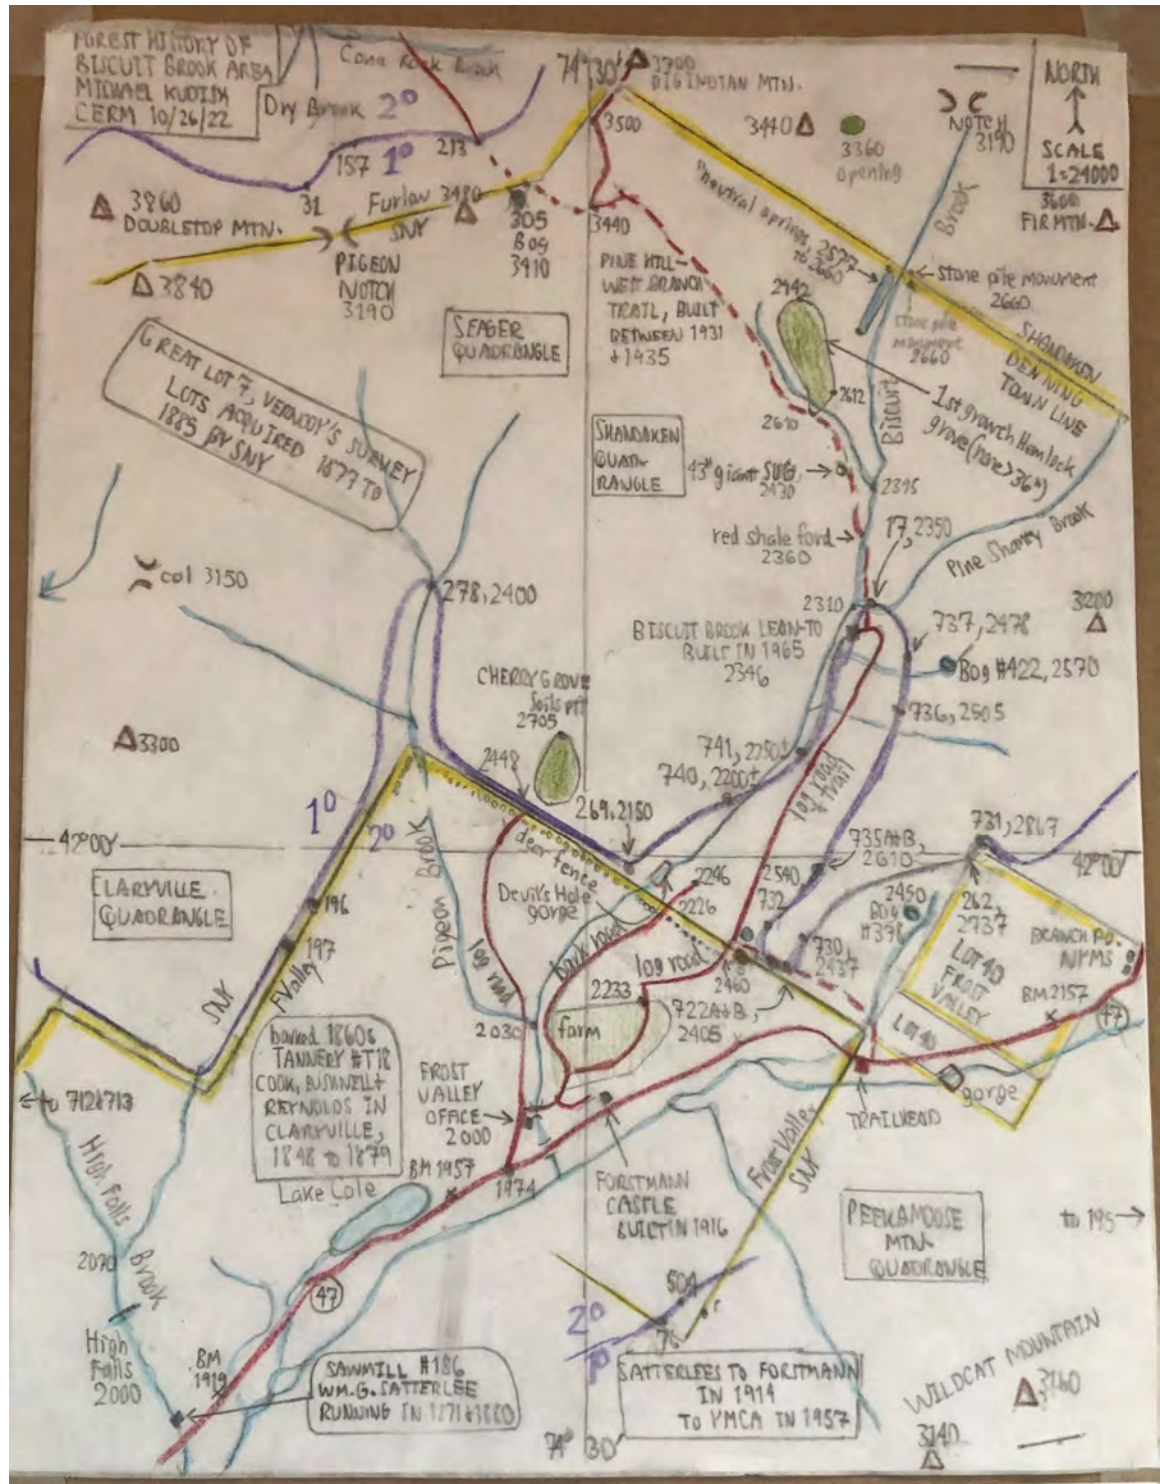 FOREST HISTORY OF
BISCUIT BROOK AREA
MICHAEL KUDISH
CERM 10/26/22
Cone Rock Brook
Dry Brook
2°
1°
157
213
31
74° 30'
3700
BIG INDIAN MTN.
3500
3440
3360
opening
NOTCH
3190
NORTH
SCALE
1=24000
3600
FIR MTN.
3860
DOUBLETOP MTN.
3840
Furlow 3480
SNY
PIGEON
NOTCH
3190
305
Bog
3410
3440
PINE HILL-
WEST BRANCH
TRAIL, BUILT
BETWEEN 1931
+ 1935
"neutral springs, 2577
to 2660
Brook
stone pile monument
2660
stone pile
monument
2660
SHANDAKEN
DENNING
TOWN LINE
SEAGER
QUADRANGLE
GREAT LOT 7, VERNOOY'S SURVEY
LOTS ACQUIRED 1877 TO
1885 BY SNY
2442
2612
2610
Biscuit
1st growth Hemlock
grove (none > 36")
SHANDAKEN
QUAD-
RANGLE
43" giant SUG,
2430
2395
red shale ford
2360
17, 2350
Pine Shanty Brook
col 3150
278, 2400
2310
BISCUIT BROOK LEAN-TO
BUILT IN 1965
2346
737, 2478
3200
Bog #422, 2570
736, 2505
CHERRY GROVE
Soils pit
2705
3300
2448
741, 2250±
740, 2200±
log road
+ trail
269, 2150
1°
2°
42°00'
deer fence
Devil's Hole
gorge
2246
2226
735A+B,
2610
2540
731, 2867
42°00'
CLARYVILLE
QUADRANGLE
Pigeon
Brook
196
197
log road
back road
log road
732
2450
Bog
#398
730,
2437
262,
2737
LOT 40
FROST
VALLEY
BRANCH RD.
NYMS
BM 2157
47
2460
2233
722A+B,
2405
farm
2030
LOT 40
SNY
F Valley
barked 1860s
TANNERY #T18
COOK, BUSHNELL +
REYNOLDS IN
CLARYVILLE,
1848 to 1879
FROST
VALLEY
OFFICE
2000
to 712+713
gorge
TRAILHEAD
Frost Valley
SNY
High Falls
Brook
Lake Cole
BM 1957
1974
FORSTMANN
CASTLE
BUILT IN 1916
PEEKAMOOSE
MTN.
QUADRANGLE
to 195
2070
47
504
2°
1°
76
High
Falls
2000
BM
1919
SAWMILL #186
WM. G. SATTERLEE
RUNNING IN 1871+1880
SATTERLEES TO FORSTMANN
IN 1914
TO YMCA IN 1957
WILDCAT MOUNTAIN
3160
3140
74° 30'